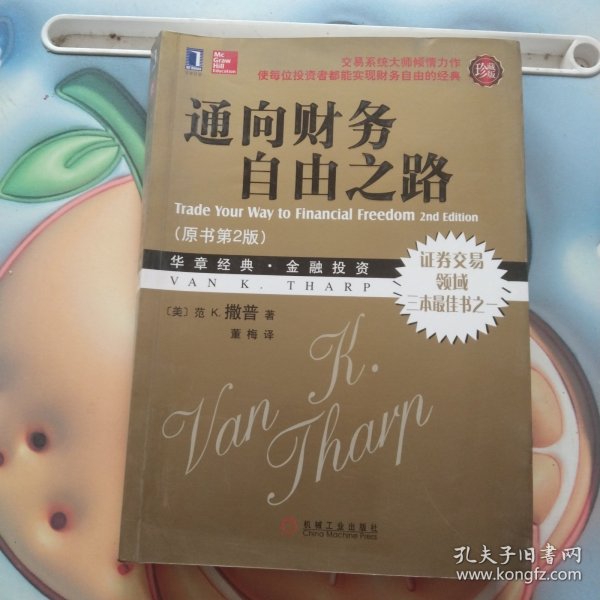 Mc
Graw
Hill
Education
交易系统大师倾情力作
使每位投资者都能实现财务自由的经典
珍藏版
通向财务
自由之路
Trade Your Way to Financial Freedom 2nd Edition
(原书第2版)
华章经典·金融投资
VAN K. THARP
证券交易
领域
三本最佳书之一
〔美〕范 K. 撒普 著
董梅 译
Van K.
Tharp
机械工业出版社
China Machine Press
孔夫子旧书网
www.kongfz.com